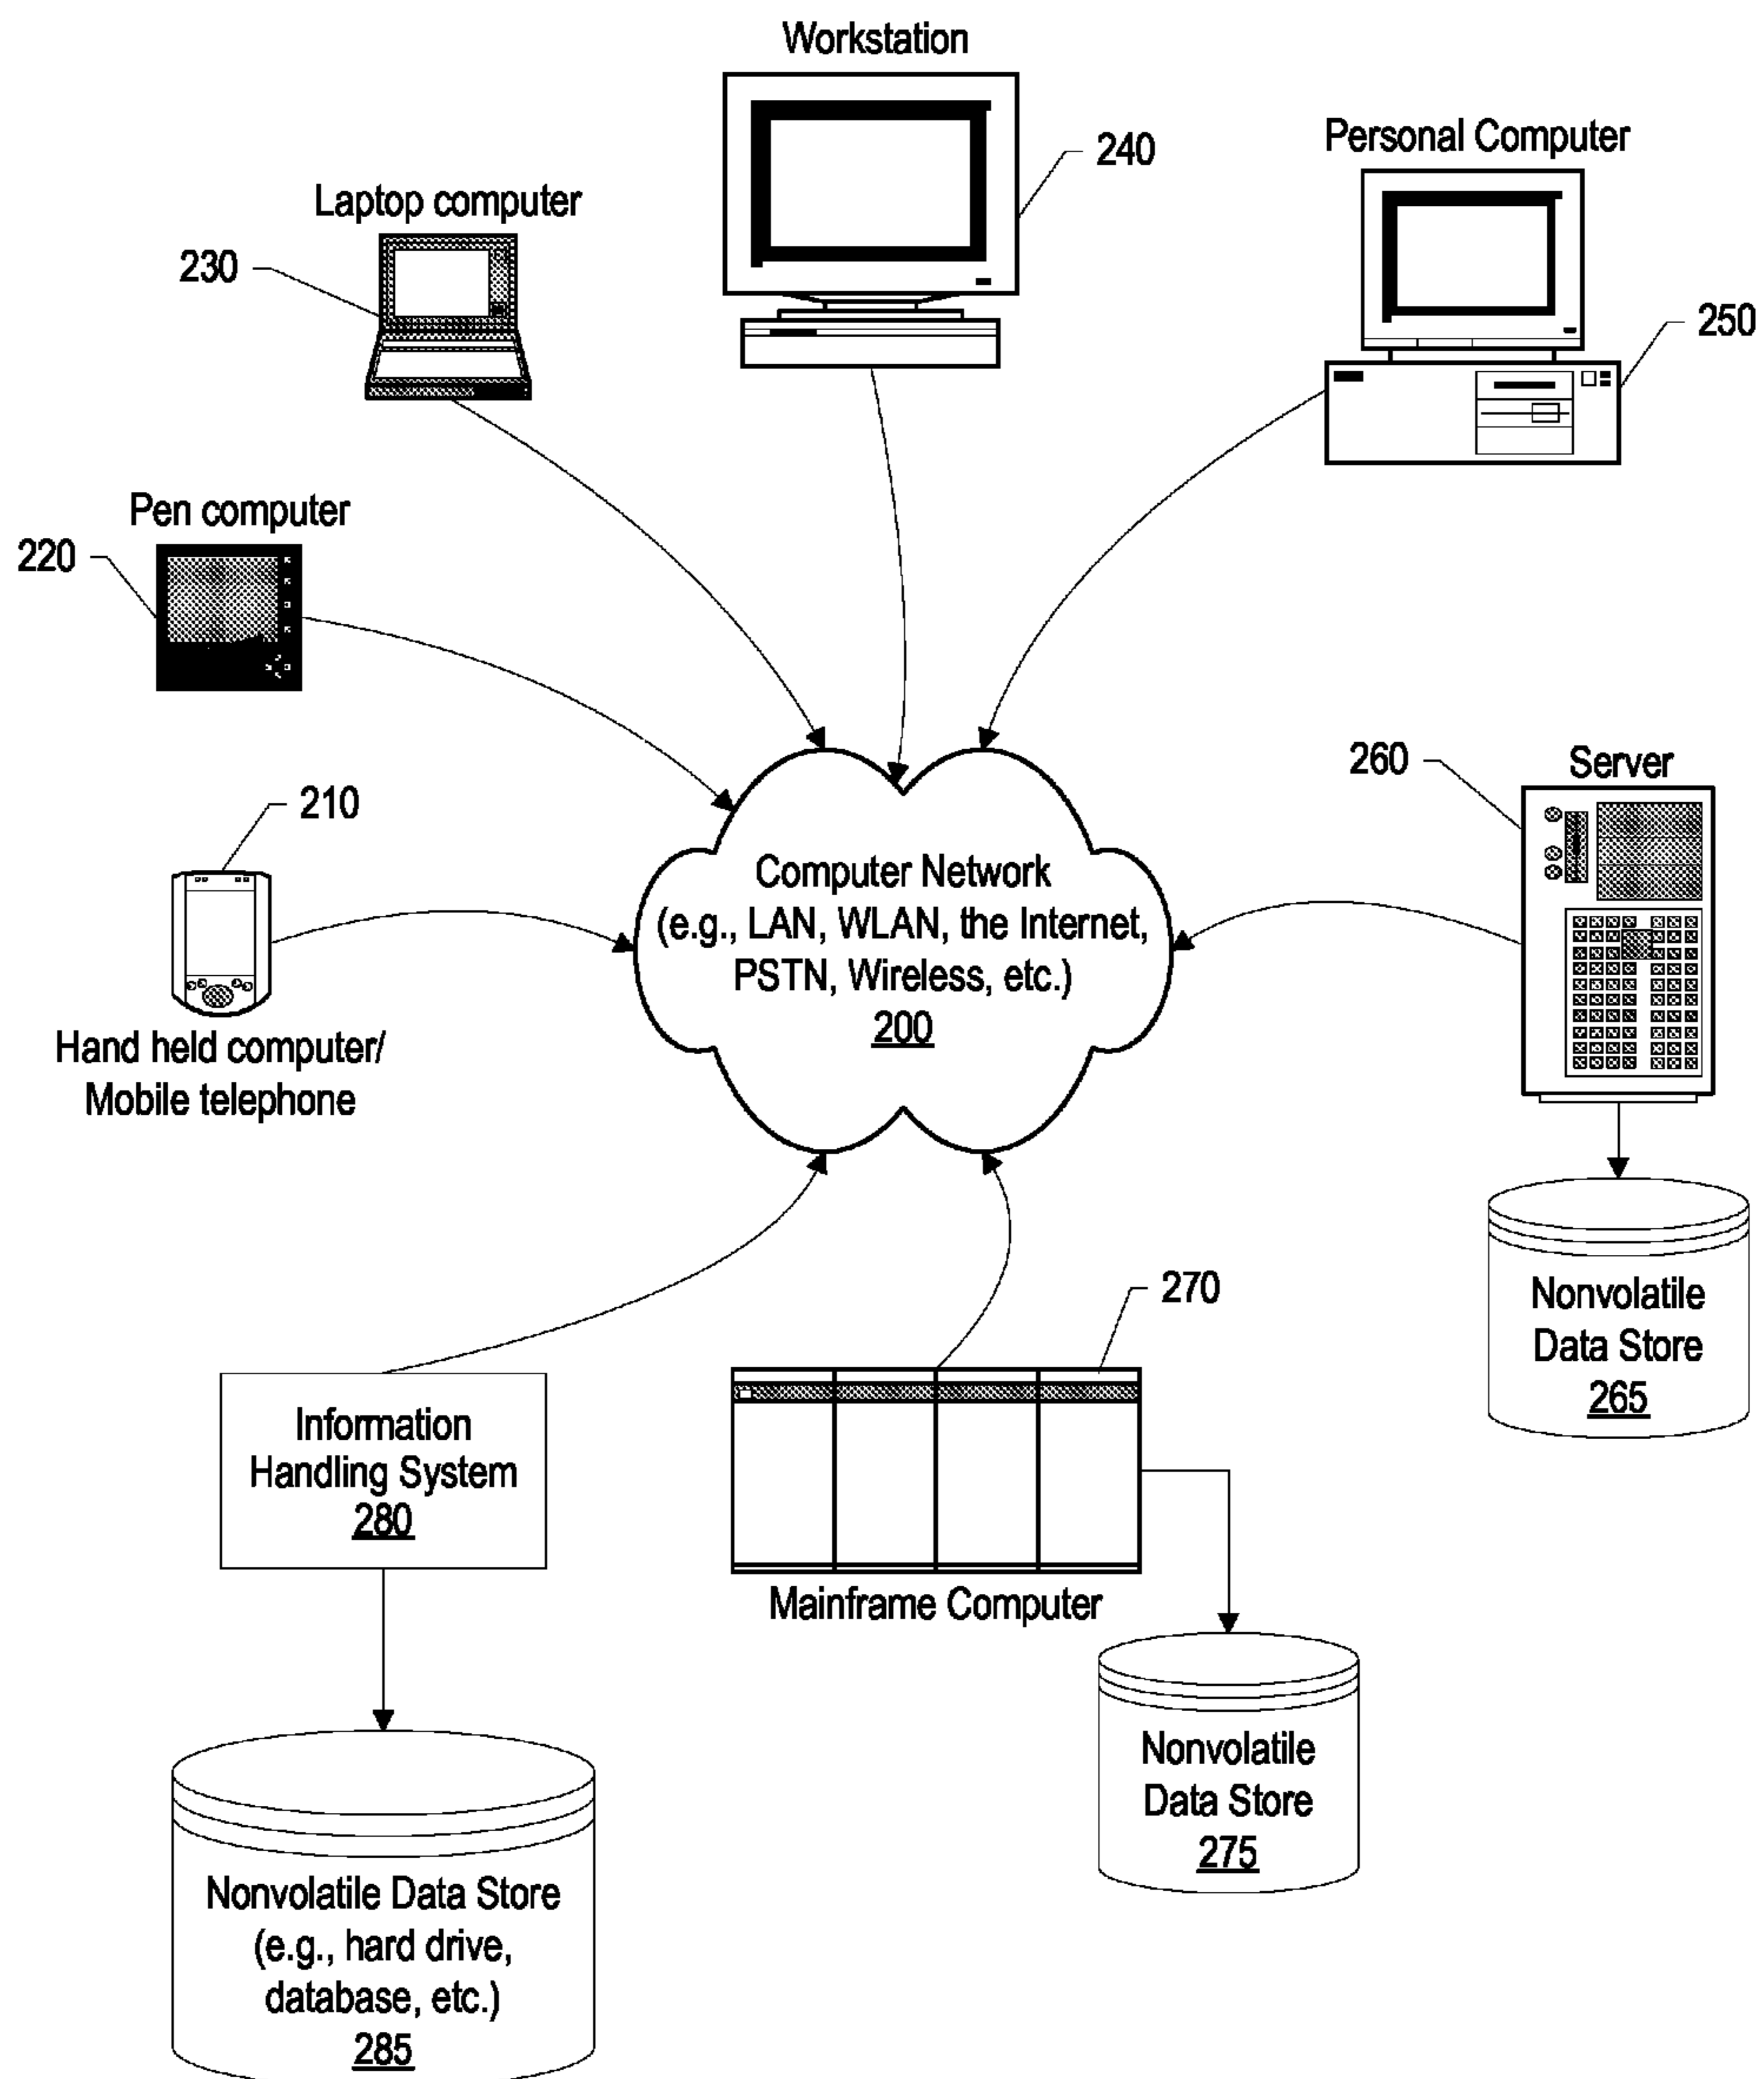 Workstation
240
Personal Computer
250
Laptop computer
230
Pen computer
220
210
Hand held computer/
Mobile telephone
Computer Network
(e.g., LAN, WLAN, the Internet,
PSTN, Wireless, etc.)
200
260
Server
Nonvolatile
Data Store
265
270
Mainframe Computer
Nonvolatile
Data Store
275
Information
Handling System
280
Nonvolatile Data Store
(e.g., hard drive,
database, etc.)
285